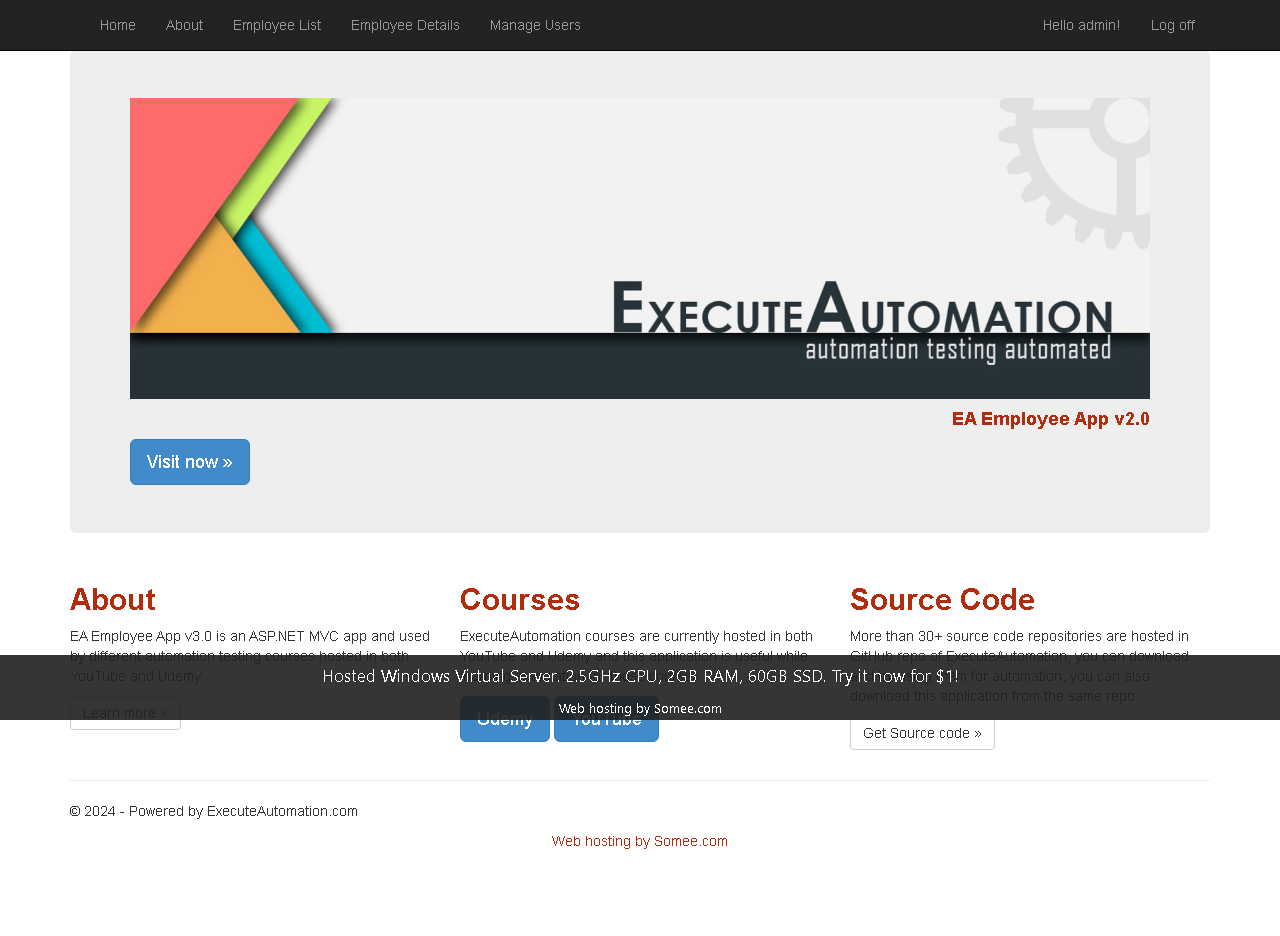 Home About Employee List Employee Details Manage Users Hello admin! Log off
EXECUTEAUTOMATION
automation testing automated
EA Employee App v2.0
Visit now »
About
EA Employee App v3.0 is an ASP.NET MVC app and used
by different automation testing courses hosted in both
YouTube and Udemy
Learn more »
Courses
ExecuteAutomation courses are currently hosted in both
YouTube and Udemy and this application is useful while
Udemy YouTube
Source Code
More than 30+ source code repositories are hosted in
GitHub repo of ExecuteAutomation, you can download
for automation, you can also
download this application from the same repo
Get Source code »
Hosted Windows Virtual Server. 2.5GHz CPU, 2GB RAM, 60GB SSD. Try it now for $1!
Web hosting by Somee.com
© 2024 - Powered by ExecuteAutomation.com
Web hosting by Somee.com